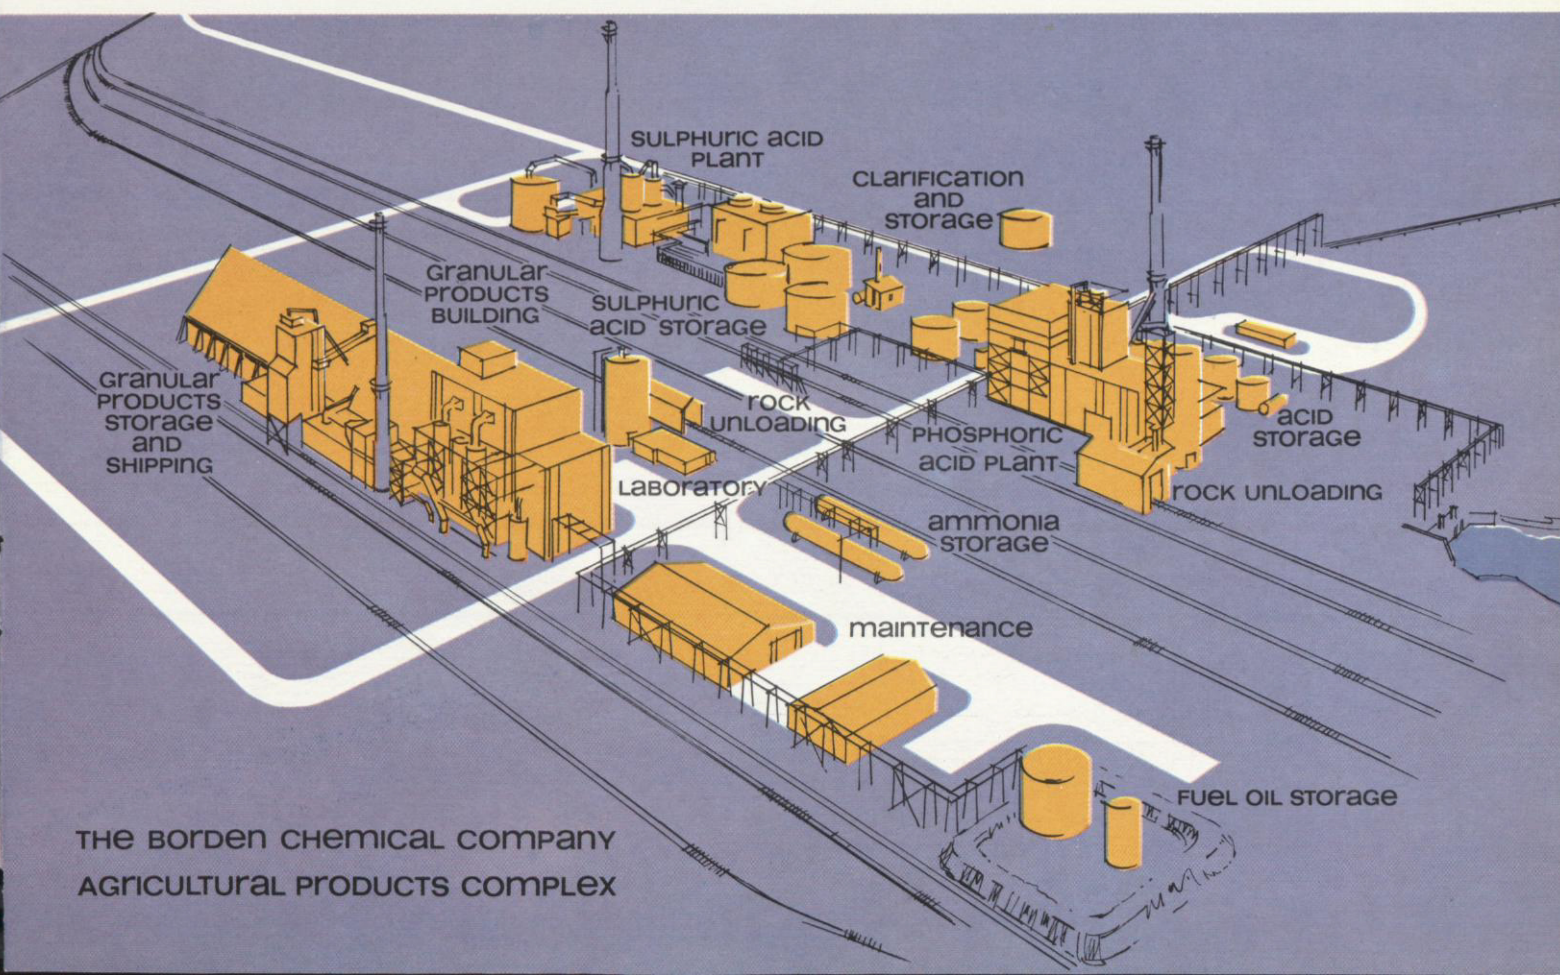 SULPHURIC ACID
PLANT
CLARIFICATION
AND
STORAGE
GRANULAR
PRODUCTS
BUILDING
SULPHURIC
ACID STORAGE
GRANULAR
PRODUCTS
STORAGE
AND
SHIPPING
ROCK
UNLOADING
PHOSPHORIC
ACID PLANT
ACID
STORAGE
LABORATORY
ROCK UNLOADING
AMMONIA
STORAGE
MAINTENANCE
FUEL OIL STORAGE
THE BORDEN CHEMICAL COMPANY
AGRICULTURAL PRODUCTS COMPLEX